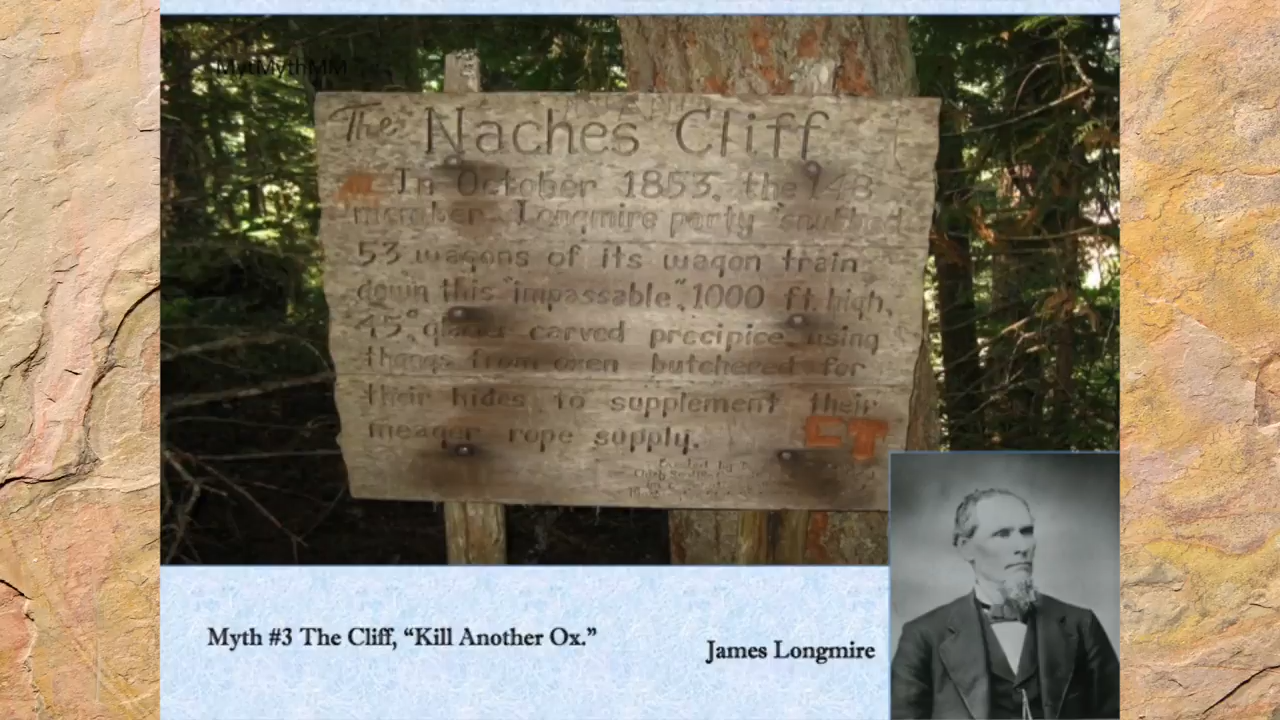 MytMythMM
The Naches Cliff
In October 1853, the 148
member Longmire party "snubbed
53 wagons of its wagon train
down this "impassable", 1000 ft. high,
45° glacier carved precipice using
thongs from oxen butchered for
their hides to supplement their
meager rope supply.
CT
Myth #3 The Cliff, “Kill Another Ox.”
James Longmire